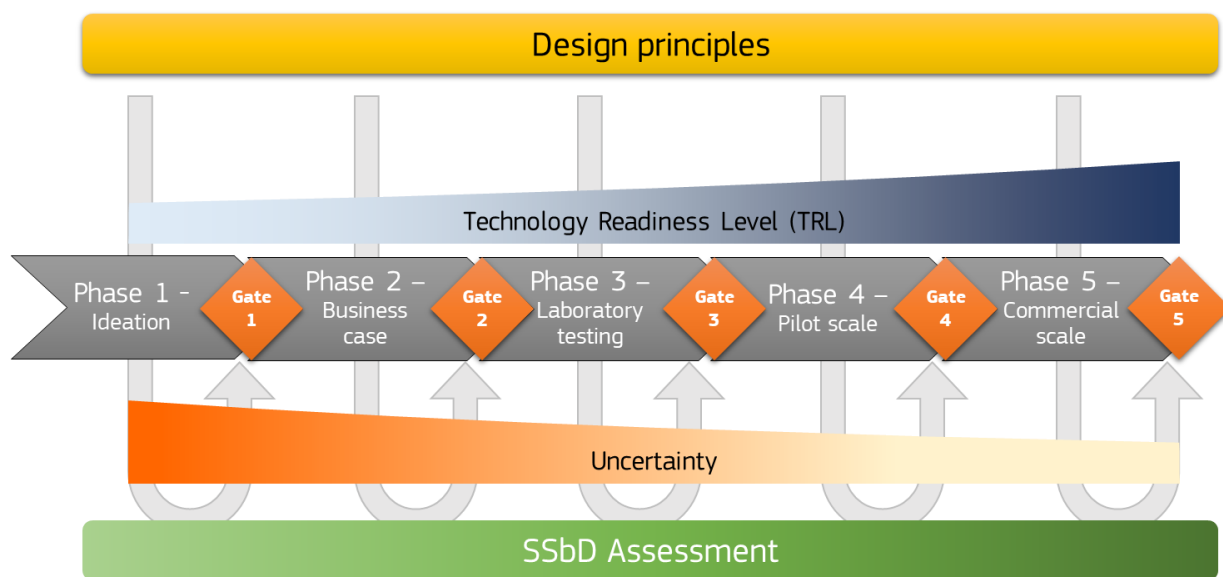 Design principles
Technology Readiness Level (TRL)
Phase 1 -
Ideation
Gate
1
Phase 2 –
Business
case
Gate
2
Phase 3 –
Laboratory
testing
Gate
3
Phase 4 –
Pilot scale
Gate
4
Phase 5 –
Commercial
scale
Gate
5
Uncertainty
SSbD Assessment